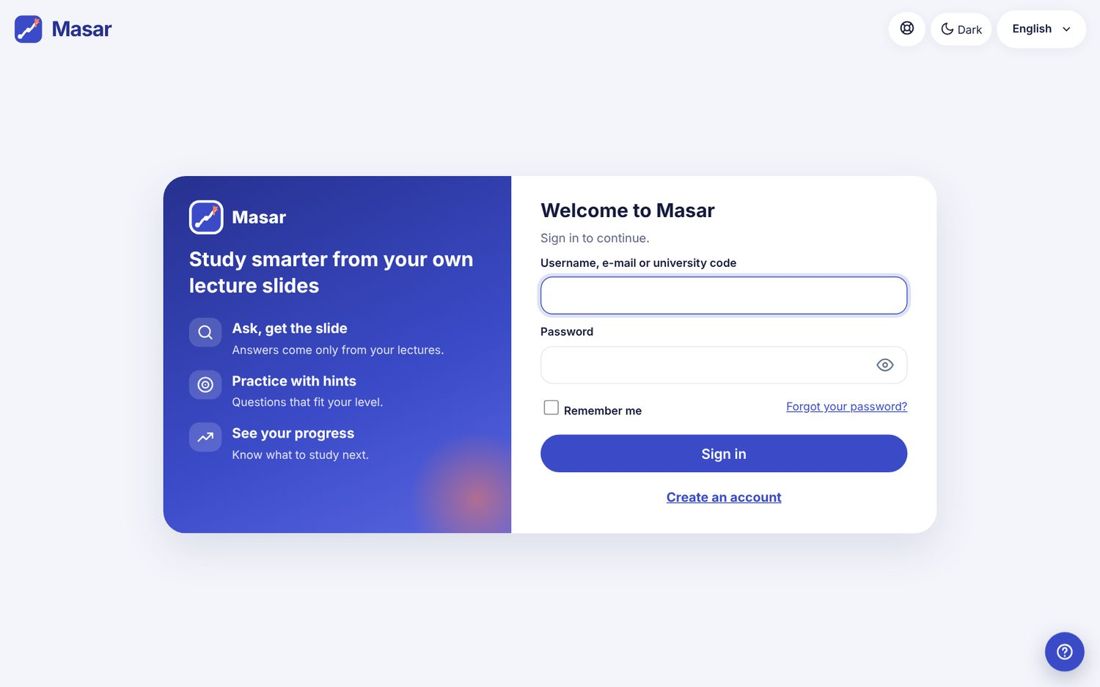 Masar
Dark
English
Masar
Study smarter from your own
lecture slides
Ask, get the slide
Answers come only from your lectures.
Practice with hints
Questions that fit your level.
See your progress
Know what to study next.
Welcome to Masar
Sign in to continue.
Username, e-mail or university code
Password
Remember me
Forgot your password?
Sign in
Create an account